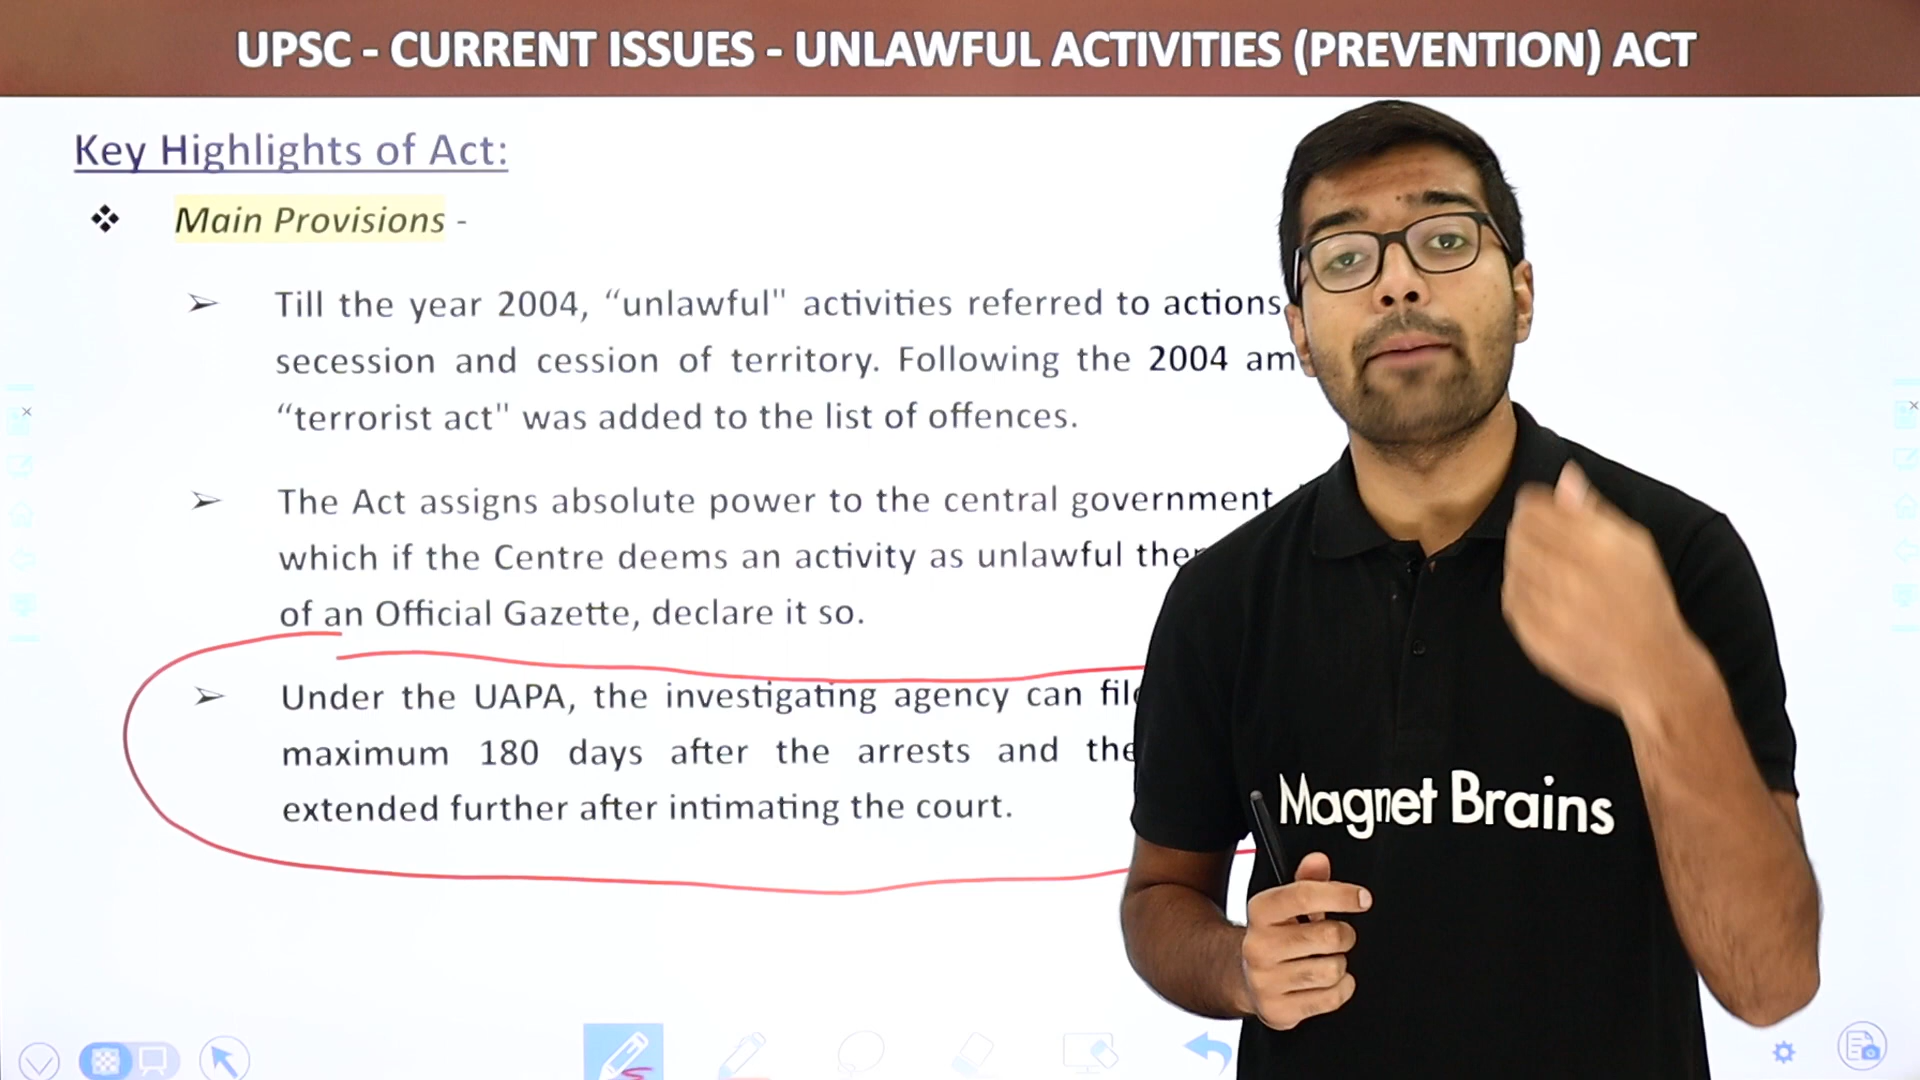 UPSC - CURRENT ISSUES - UNLAWFUL ACTIVITIES (PREVENTION) ACT
Key Highlights of Act:
Main Provisions -
Till the year 2004, “unlawful" activities referred to actions
secession and cession of territory. Following the 2004
“terrorist act" was added to the list of offences.
The Act assigns absolute power to the central government
which if the Centre deems an activity as unlawful
of an Official Gazette, declare it so.
Under the UAPA, the investigating agency can
maximum 180 days after the arrests and
extended further after intimating the court.
Magnet Brains